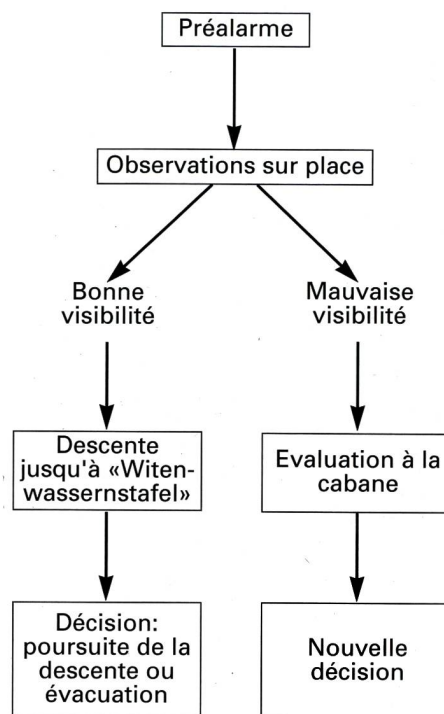 Préalarme
Observations sur place
Bonne
visibilité
Mauvaise
visibilité
Descente
jusqu'à «Witen-
wassernstafel»
Evaluation à la
cabane
Décision:
poursuite de la
descente ou
évacuation
Nouvelle
décision